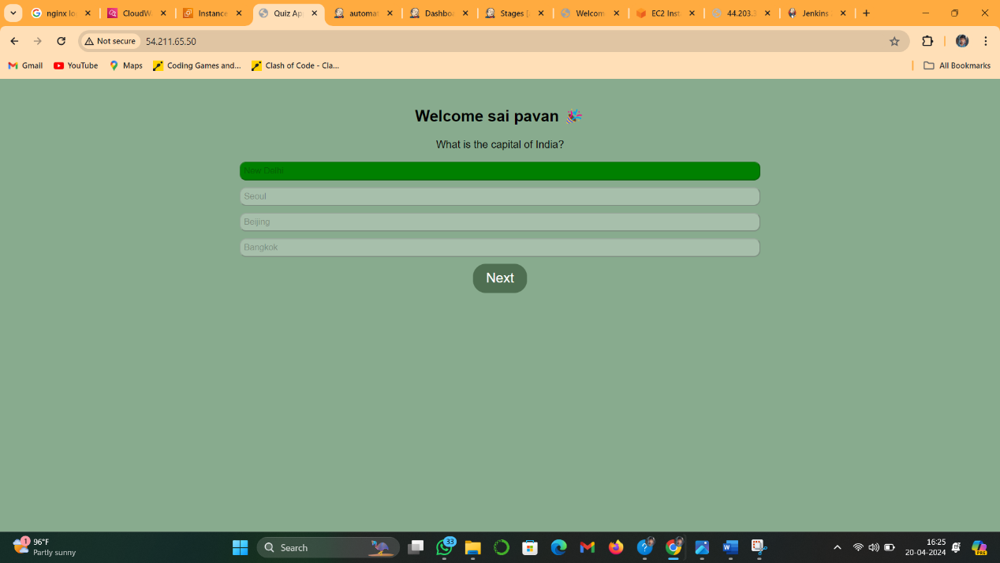 nginx lo
CloudW
Instance
Quiz Ap
automat
Dashbo
Stages [
Welcom
EC2 Inst
44.203.3
Jenkins
Not secure
54.211.65.50
Gmail
YouTube
Maps
Coding Games and...
Clash of Code - Cla...
All Bookmarks
Welcome sai pavan 🎉
What is the capital of India?
New Delhi
Seoul
Beijing
Bangkok
Next
1
96°F
Partly sunny
Search
33
16:25
20-04-2024
PRE